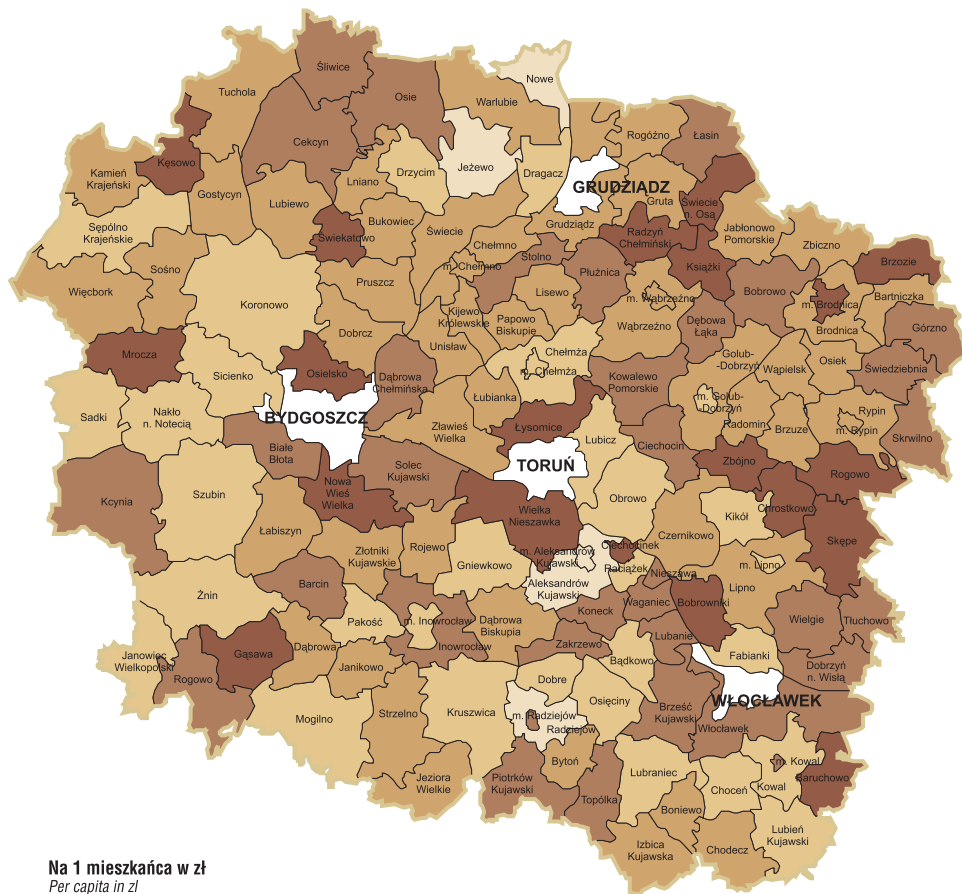 Nowe
Śliwice
Tuchola
Osie
Warlubie
Cekcyn
Rogóźno
Łasin
Kęsowo
Jeżewo
Drzycim
Dragacz
Kamień
Krajeński
Lniano
GRUDZIĄDZ
Gostycyn
Lubiewo
Gruta
Świecie
n. Osą
Sępólno
Krajeńskie
Bukowiec
Świecie
Grudziądz
Radzyń
Chełmiński
Jabłonowo
Pomorskie
Świekatowo
Chełmno
Stolno
Zbiczno
Sośno
m. Chełmno
Płużnica
Książki
Brzozie
Więcbork
Pruszcz
Lisewo
Bobrowo
Bartniczka
Koronowo
m. Wąbrzeźno
m. Brodnica
Kijewo
Królewskie
Papowo
Biskupie
Dębowa
Łąka
Brodnica
Górzno
Dobrcz
Unisław
Wąbrzeźno
Mrocza
Chełmża
Golub-
-Dobrzyń
Osiek
Wąpielsk
Świedziebnia
Sicienko
Osielsko
Dąbrowa
Chełmińska
m. Chełmża
Kowalewo
Pomorskie
Łubianka
m. Golub-
-Dobrzyń
Rypin
Sadki
Nakło
n. Notecią
BYDGOSZCZ
Zławieś
Wielka
Łysomice
Radomin
Brzuze
m. Rypin
Skrwilno
Białe
Błota
Lubicz
Ciechocin
Solec
Kujawski
TORUŃ
Zbójno
Rogowo
Kcynia
Szubin
Nowa
Wieś
Wielka
Obrowo
Wielka
Nieszawka
Kikół
Chrostkowo
Łabiszyn
Czernikowo
Skępe
Złotniki
Kujawskie
Rojewo
Gniewkowo
m. Aleksandrów
Kujawski
Ciechocinek
Raciążek
m. Lipno
Nieszawa
Aleksandrów
Kujawski
Lipno
Barcin
Żnin
Bobrowniki
Waganiec
Koneck
Wielgie
Tłuchowo
Pakość
m. Inowrocław
Dąbrowa
Biskupia
Lubanie
Inowrocław
Zakrzewo
Dąbrowa
Gąsawa
Fabianki
Janowiec
Wielkopolski
Rogowo
Janikowo
Bądkowo
Dobrzyń
n. Wisłą
Dobre
WŁOCŁAWEK
Osięciny
Brześć
Kujawski
Mogilno
Strzelno
Kruszwica
m. Radziejów
Radziejów
Włocławek
Bytoń
m. Kowal
Baruchowo
Jeziora
Wielkie
Piotrków
Kujawski
Lubraniec
Choceń
Kowal
Topólka
Boniewo
Lubień
Kujawski
Izbica
Kujawska
Chodecz
Na 1 mieszkańca w zł
Per capita in zl